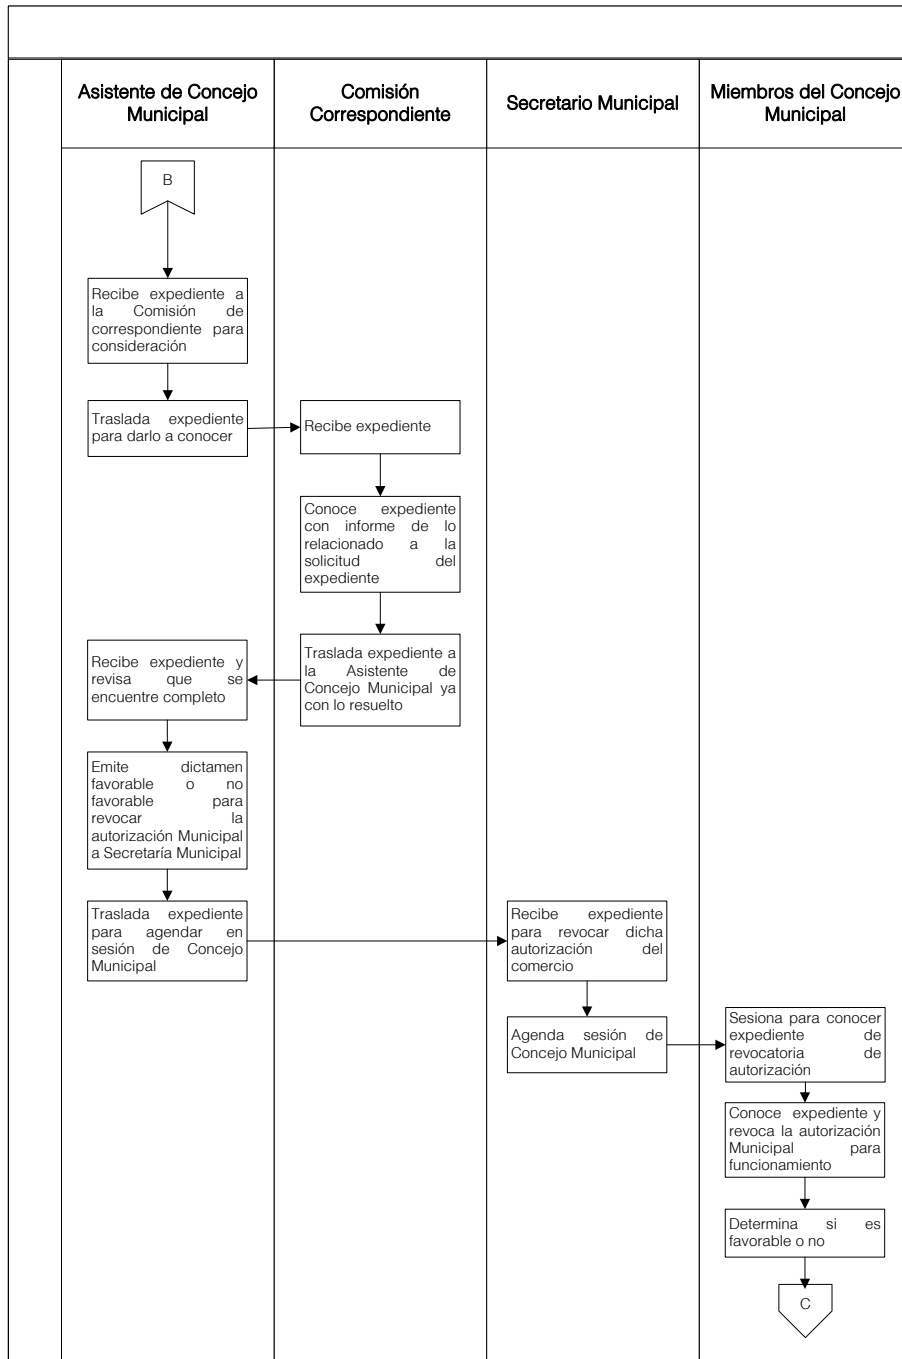 Asistente de Concejo
Municipal
Comisión
Correspondiente
Secretario Municipal
Miembros del Concejo
Municipal
B
Recibe expediente a
la Comisión de
correspondiente para
consideración
Traslada expediente
para darlo a conocer
Recibe expediente
Conoce expediente
con informe de lo
relacionado a la
solicitud del
expediente
Traslada expediente a
la Asistente de
Concejo Municipal ya
con lo resuelto
Recibe expediente y
revisa que se
encuentre completo
Emite dictamen
favorable o no
favorable para
revocar la
autorización Municipal
a Secretaría Municipal
Traslada expediente
para agendar en
sesión de Concejo
Municipal
Recibe expediente
para revocar dicha
autorización del
comercio
Agenda sesión de
Concejo Municipal
Sesiona para conocer
expediente de
revocatoria de
autorización
Conoce expediente y
revoca la autorización
Municipal para
funcionamiento
Determina si es
favorable o no
C